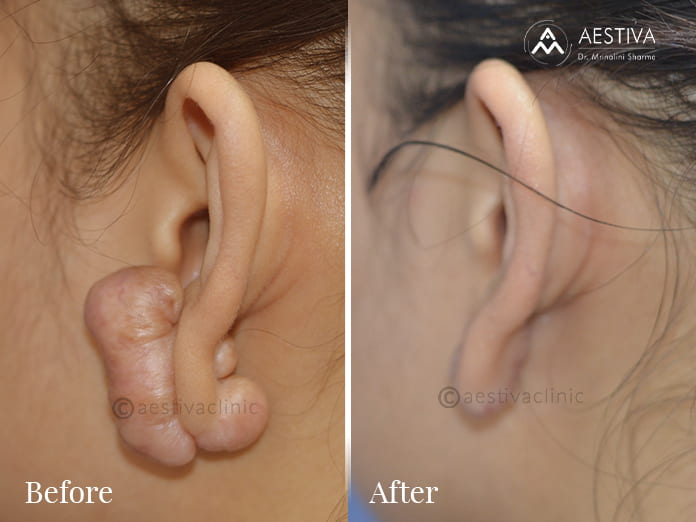 AESTIVA
Dr. Mrinalini Sharma
©aestivaclinic
©aestivaclinic
Before
After